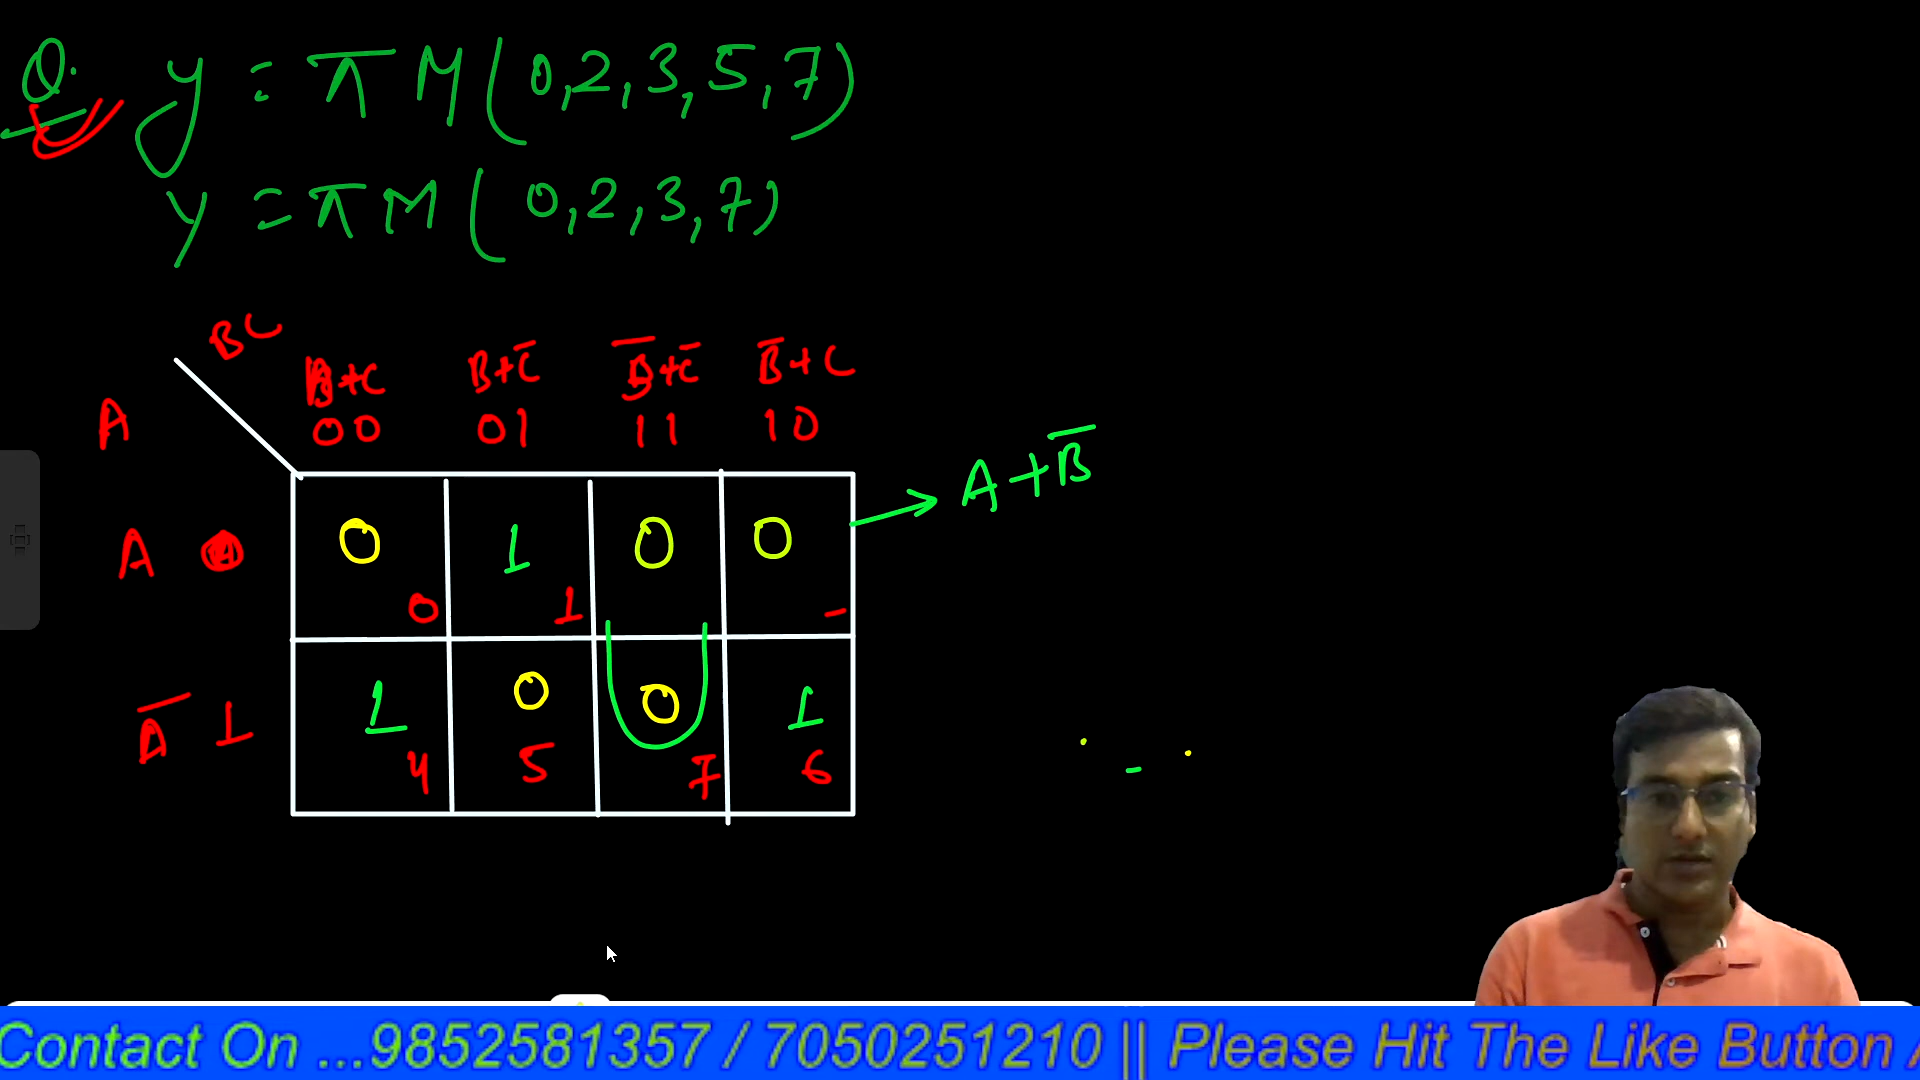 Q. y = π M(0,2,3,5,7)
y = π M(0,2,3,7)
BC
A
B+C B+C̅ B̅+C̅ B̅+C
00 01 11 10
A 0 1 0 0
0 1
→ A+B̅
A̅ 1 1 0 0 1
4 5 7 6
Contact On ...9852581357 / 7050251210 || Please Hit The Like Button